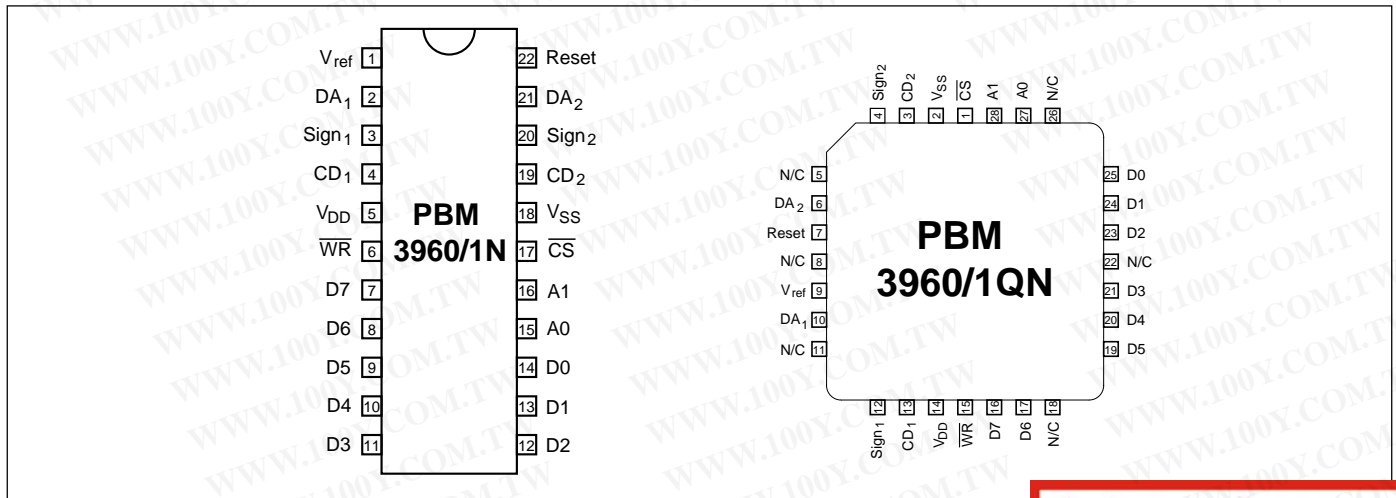 Vref 1
DA1 2
Sign1 3
CD1 4
VDD 5
WR 6
D7 7
D6 8
D5 9
D4 10
D3 11
PBM
3960/1N
22 Reset
21 DA2
20 Sign2
19 CD2
18 VSS
17 CS
16 A1
15 A0
14 D0
13 D1
12 D2
Sign2 CD2 VSS CS A1 A0 N/C
4 3 2 1 28 27 26
N/C 5
DA2 6
Reset 7
N/C 8
Vref 9
DA1 10
N/C 11
PBM
3960/1QN
25 D0
24 D1
23 D2
22 N/C
21 D3
20 D4
19 D5
12 13 14 15 16 17 18
Sign1 CD1 VDD WR D7 D6 N/C
WWW.100Y.COM.TW